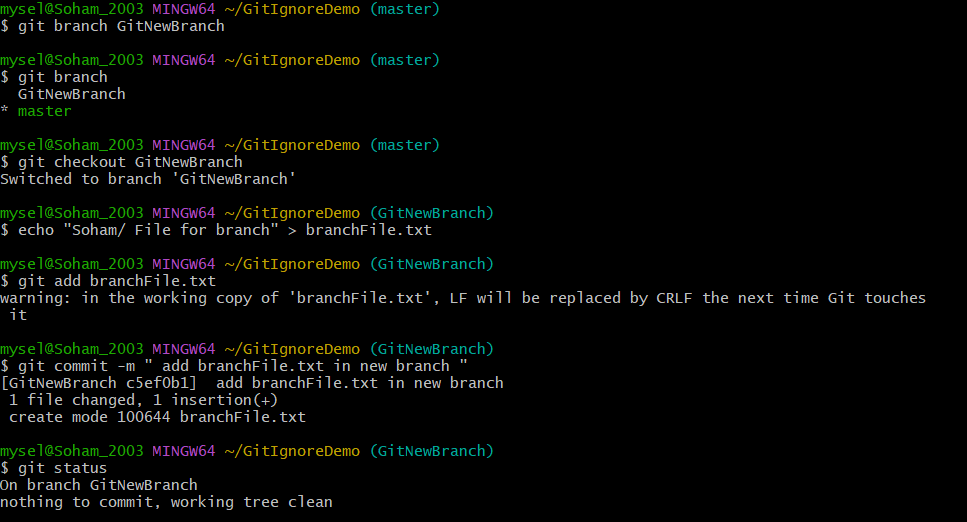 mysel@Soham_2003 MINGW64 ~/GitIgnoreDemo (master)
$ git branch GitNewBranch
mysel@Soham_2003 MINGW64 ~/GitIgnoreDemo (master)
$ git branch
  GitNewBranch
* master
mysel@Soham_2003 MINGW64 ~/GitIgnoreDemo (master)
$ git checkout GitNewBranch
Switched to branch 'GitNewBranch'
mysel@Soham_2003 MINGW64 ~/GitIgnoreDemo (GitNewBranch)
$ echo "Soham/ File for branch" > branchFile.txt
mysel@Soham_2003 MINGW64 ~/GitIgnoreDemo (GitNewBranch)
$ git add branchFile.txt
warning: in the working copy of 'branchFile.txt', LF will be replaced by CRLF the next time Git touches
 it
mysel@Soham_2003 MINGW64 ~/GitIgnoreDemo (GitNewBranch)
$ git commit -m " add branchFile.txt in new branch "
[GitNewBranch c5ef0b1]  add branchFile.txt in new branch
 1 file changed, 1 insertion(+)
 create mode 100644 branchFile.txt
mysel@Soham_2003 MINGW64 ~/GitIgnoreDemo (GitNewBranch)
$ git status
On branch GitNewBranch
nothing to commit, working tree clean